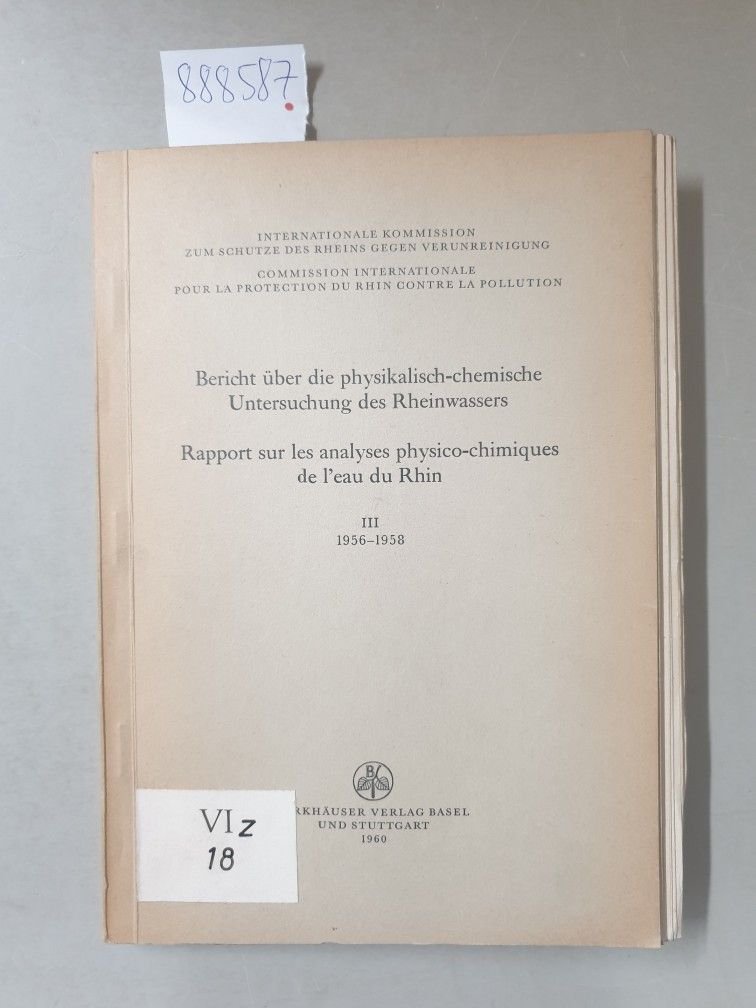 888587
INTERNATIONALE KOMMISSION
ZUM SCHUTZE DES RHEINS GEGEN VERUNREINIGUNG
COMMISSION INTERNATIONALE
POUR LA PROTECTION DU RHIN CONTRE LA POLLUTION
Bericht über die physikalisch-chemische
Untersuchung des Rheinwassers
Rapport sur les analyses physico-chimiques
de l'eau du Rhin
III
1956–1958
B
RKHÄUSER VERLAG BASEL
UND STUTTGART
1960
VI z
18